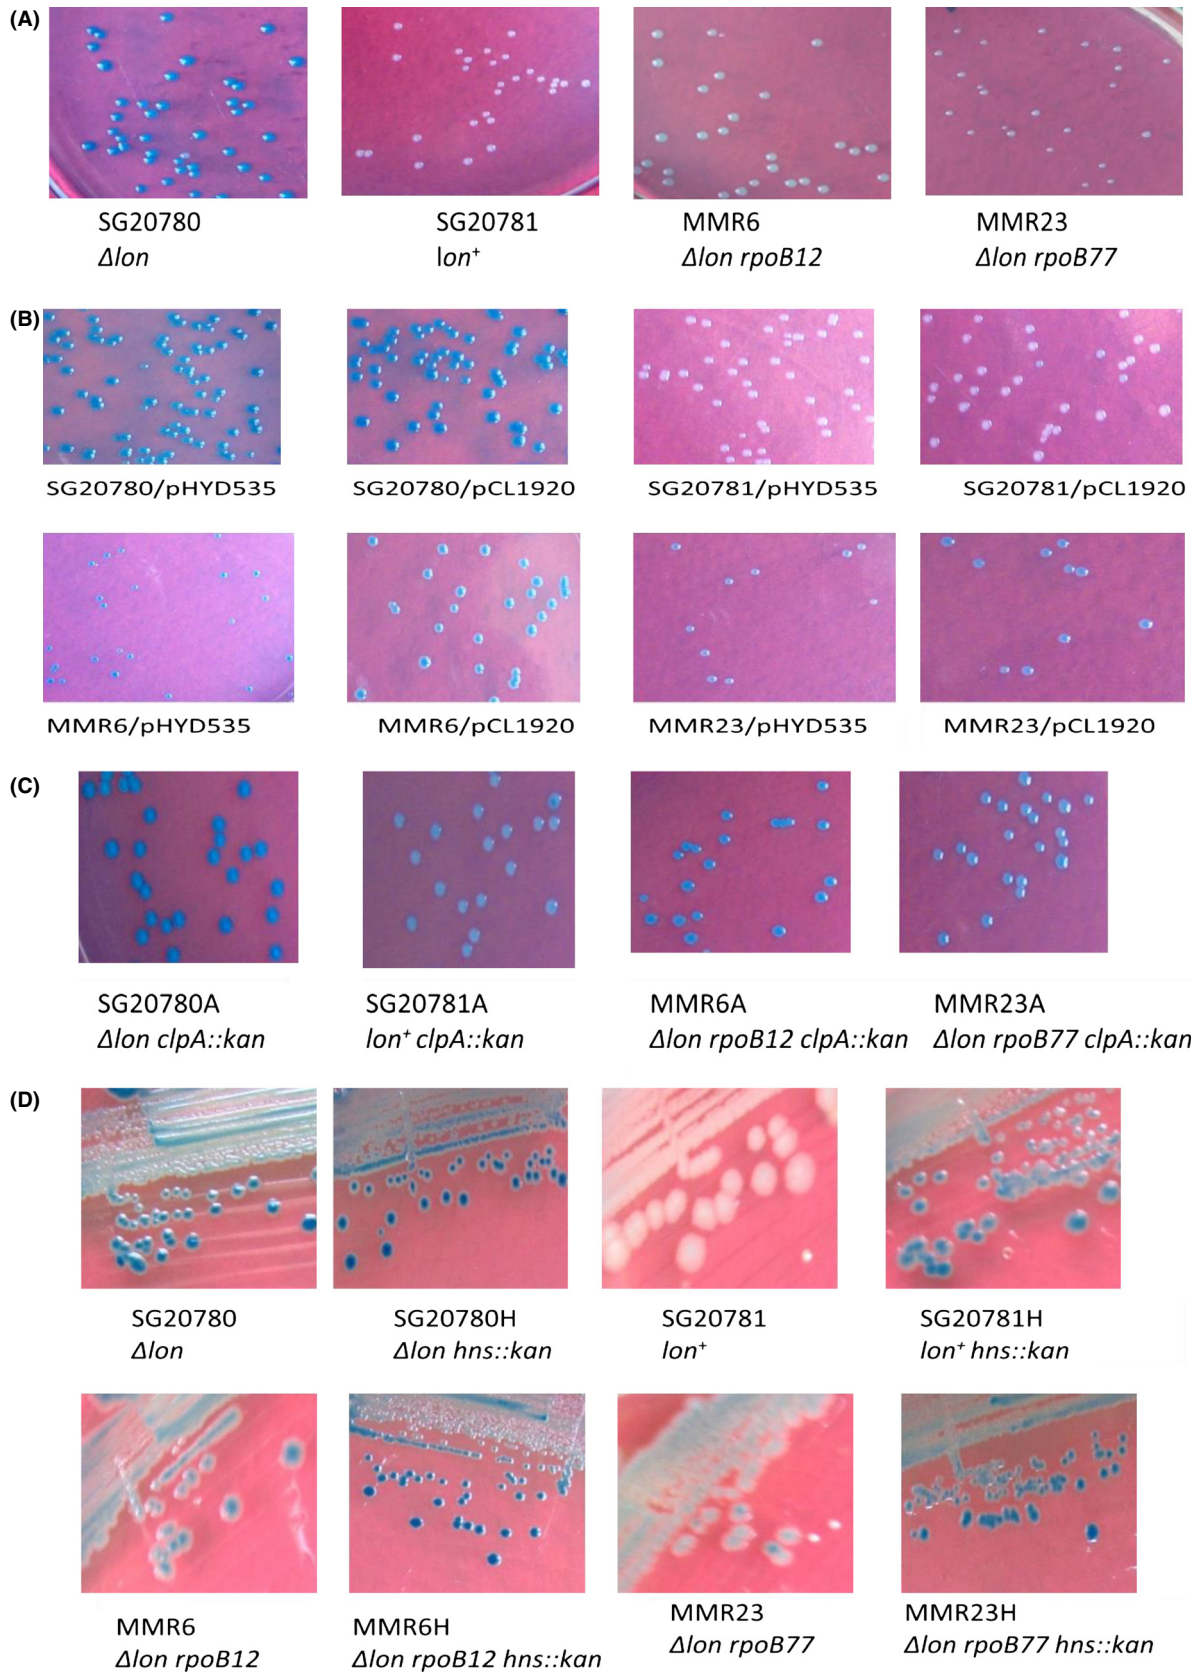 (A)
SG20780 SG20781 MMR6 MMR23
Δlon lon⁺ Δlon rpoB12 Δlon rpoB77
(B)
SG20780/pHYD535 SG20780/pCL1920 SG20781/pHYD535 SG20781/pCL1920
MMR6/pHYD535 MMR6/pCL1920 MMR23/pHYD535 MMR23/pCL1920
(C)
SG20780A SG20781A MMR6A MMR23A
Δlon clpA::kan lon⁺ clpA::kan Δlon rpoB12 clpA::kan Δlon rpoB77 clpA::kan
(D)
SG20780 SG20780H SG20781 SG20781H
Δlon Δlon hns::kan lon⁺ lon⁺ hns::kan
MMR6 MMR6H MMR23 MMR23H
Δlon rpoB12 Δlon rpoB12 hns::kan Δlon rpoB77 Δlon rpoB77 hns::kan